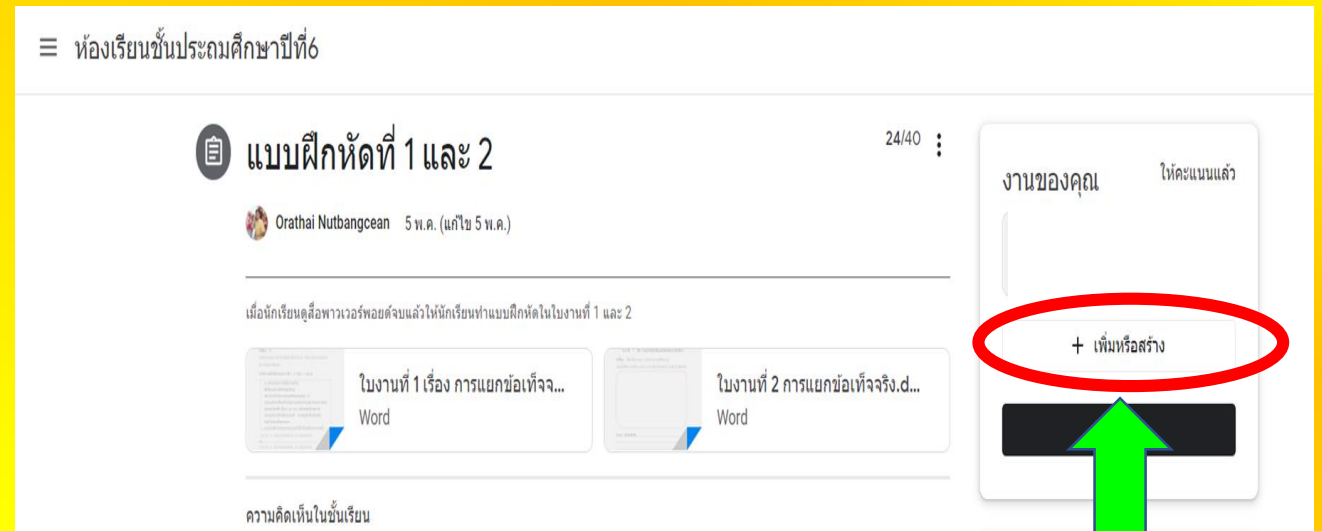 ห้องเรียนชั้นประถมศึกษาปีที่6
แบบฝึกหัดที่ 1 และ 2
24/40
Orathai Nutbangcean 5 พ.ค. (แก้ไข 5 พ.ค.)
เมื่อนักเรียนดูสื่อพาวเวอร์พอยต์จบแล้วให้นักเรียนทำแบบฝึกหัดในใบงานที่ 1 และ 2
ใบงานที่ 1 เรื่อง การแยกข้อเท็จจ...
Word
ใบงานที่ 2 การแยกข้อเท็จจริง.d...
Word
ความคิดเห็นในชั้นเรียน
งานของคุณ
ให้คะแนนแล้ว
+ เพิ่มหรือสร้าง